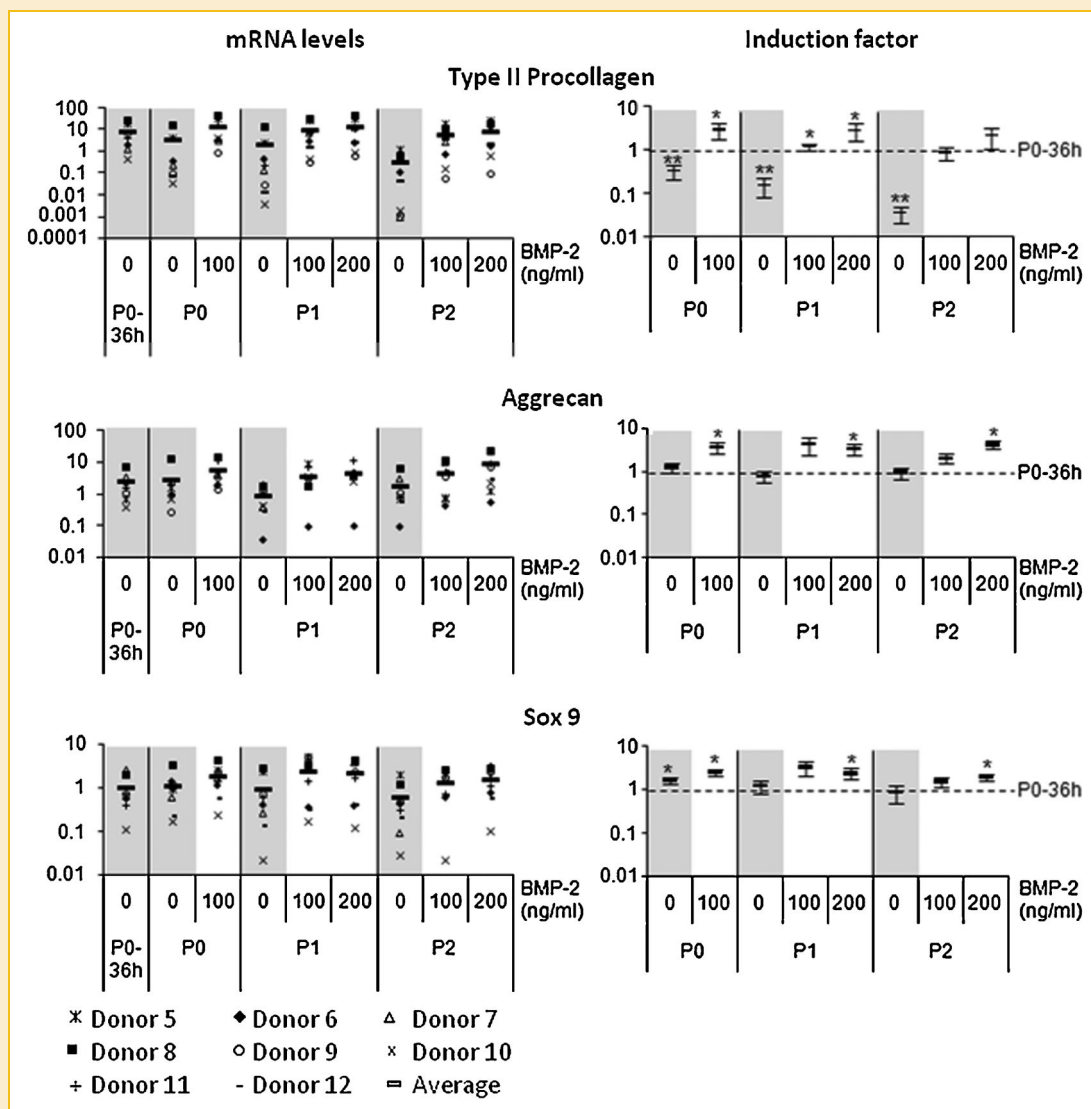 mRNA levels
Induction factor
Type II Procollagen
100
10
1
0.1
0.01
0.001
0.0001
0 0 100 0 100 200 0 100 200 BMP-2
(ng/ml)
P0-
36h P0 P1 P2
10
1
0.1
0.01
** * ** * * **
P0-36h
0 100 0 100 200 0 100 200 BMP-2
(ng/ml)
P0 P1 P2
Aggrecan
100
10
1
0.1
0.01
0 0 100 0 100 200 0 100 200 BMP-2
(ng/ml)
P0-
36h P0 P1 P2
10
1
0.1
0.01
* * *
P0-36h
0 100 0 100 200 0 100 200 BMP-2
(ng/ml)
P0 P1 P2
Sox 9
10
1
0.1
0.01
0 0 100 0 100 200 0 100 200 BMP-2
(ng/ml)
P0-
36h P0 P1 P2
10
1
0.1
0.01
* * * *
P0-36h
0 100 0 100 200 0 100 200 BMP-2
(ng/ml)
P0 P1 P2
Donor 5 Donor 6 Donor 7
Donor 8 Donor 9 Donor 10
Donor 11 Donor 12 Average